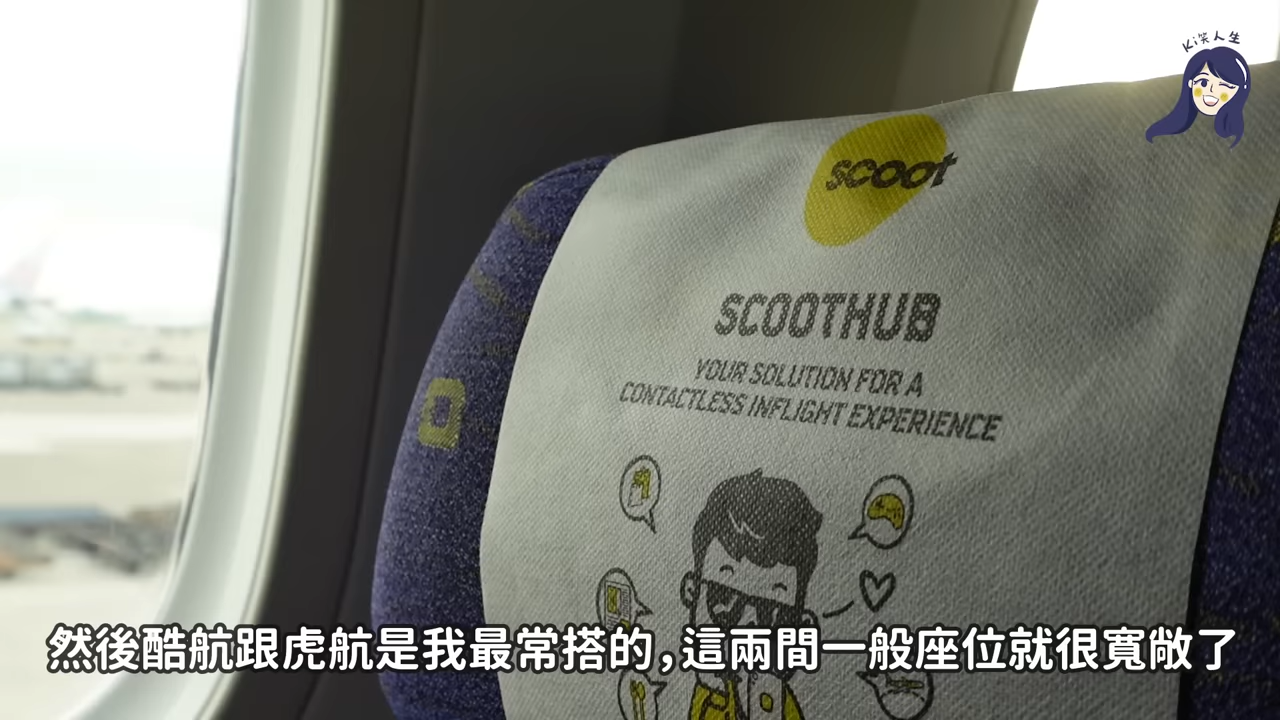 Ki笑人生
scoot
SCOOTHUB
YOUR SOLUTION FOR A
CONTACTLESS INFLIGHT EXPERIENCE
然後酷航跟虎航是我最常搭的,這兩間一般座位就很寬敞了